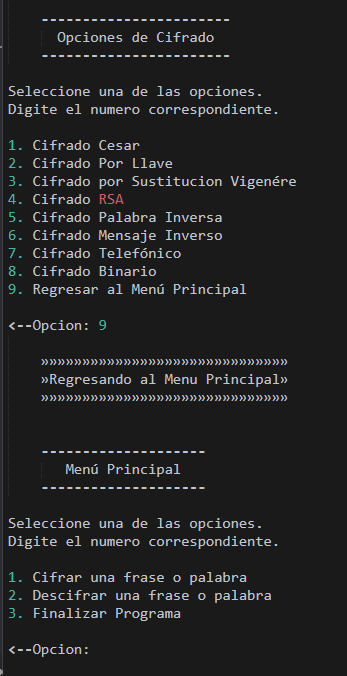 -----------------------
Opciones de Cifrado
-----------------------
Seleccione una de las opciones.
Digite el numero correspondiente.
1. Cifrado Cesar
2. Cifrado Por Llave
3. Cifrado por Sustitucion Vigenére
4. Cifrado RSA
5. Cifrado Palabra Inversa
6. Cifrado Mensaje Inverso
7. Cifrado Telefónico
8. Cifrado Binario
9. Regresar al Menú Principal
<--Opcion: 9
»»»»»»»»»»»»»»»»»»»»»»»»»»»»»»
»Regresando al Menu Principal»
»»»»»»»»»»»»»»»»»»»»»»»»»»»»»»
--------------------
Menú Principal
--------------------
Seleccione una de las opciones.
Digite el numero correspondiente.
1. Cifrar una frase o palabra
2. Descifrar una frase o palabra
3. Finalizar Programa
<--Opcion: